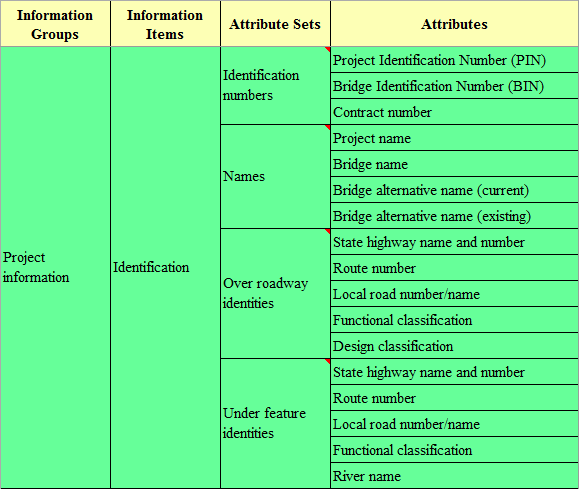 Information Groups
Information Items
Attribute Sets
Attributes
Project information
Identification
Identification numbers
Project Identification Number (PIN)
Bridge Identification Number (BIN)
Contract number
Names
Project name
Bridge name
Bridge alternative name (current)
Bridge alternative name (existing)
Over roadway identities
State highway name and number
Route number
Local road number/name
Functional classification
Design classification
Under feature identities
State highway name and number
Route number
Local road number/name
Functional classification
River name